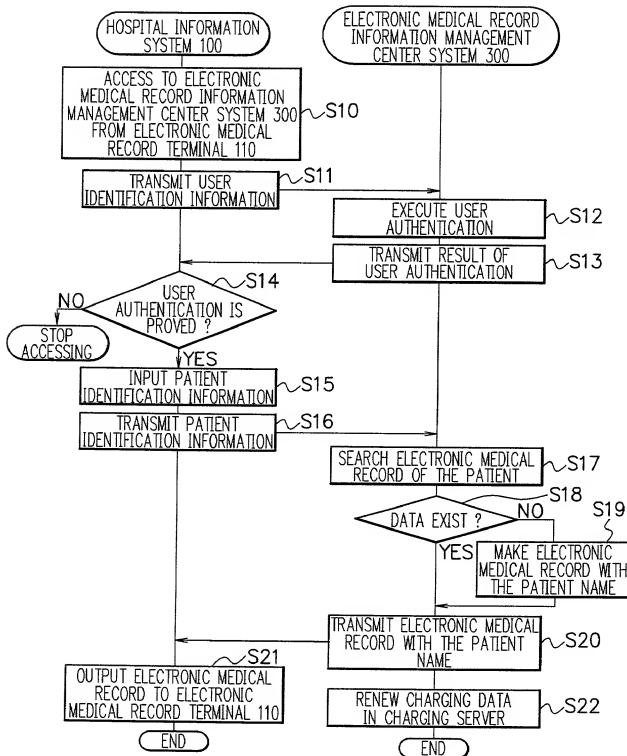 HOSPITAL INFORMATION
SYSTEM 100
ELECTRONIC MEDICAL RECORD
INFORMATION MANAGEMENT
CENTER SYSTEM 300
ACCESS TO ELECTRONIC
MEDICAL RECORD INFORMATION
MANAGEMENT CENTER SYSTEM 300
FROM ELECTRONIC MEDICAL
RECORD TERMINAL 110
S10
TRANSMIT USER
IDENTIFICATION INFORMATION
S11
EXECUTE USER
AUTHENTICATION
S12
TRANSMIT RESULT OF
USER AUTHENTICATION
S13
S14
USER
AUTHENTICATION IS
PROVED ?
NO
STOP
ACCESSING
YES
INPUT PATIENT
IDENTIFICATION INFORMATION
S15
TRANSMIT PATIENT
IDENTIFICATION INFORMATION
S16
SEARCH ELECTRONIC MEDICAL
RECORD OF THE PATIENT
S17
S18
DATA EXIST ?
NO
S19
YES
MAKE ELECTRONIC
MEDICAL RECORD WITH
THE PATIENT NAME
TRANSMIT ELECTRONIC MEDICAL
RECORD WITH THE PATIENT
NAME
S20
S21
OUTPUT ELECTRONIC MEDICAL
RECORD TO ELECTRONIC
MEDICAL RECORD TERMINAL 110
RENEW CHARGING DATA
IN CHARGING SERVER
S22
END
END